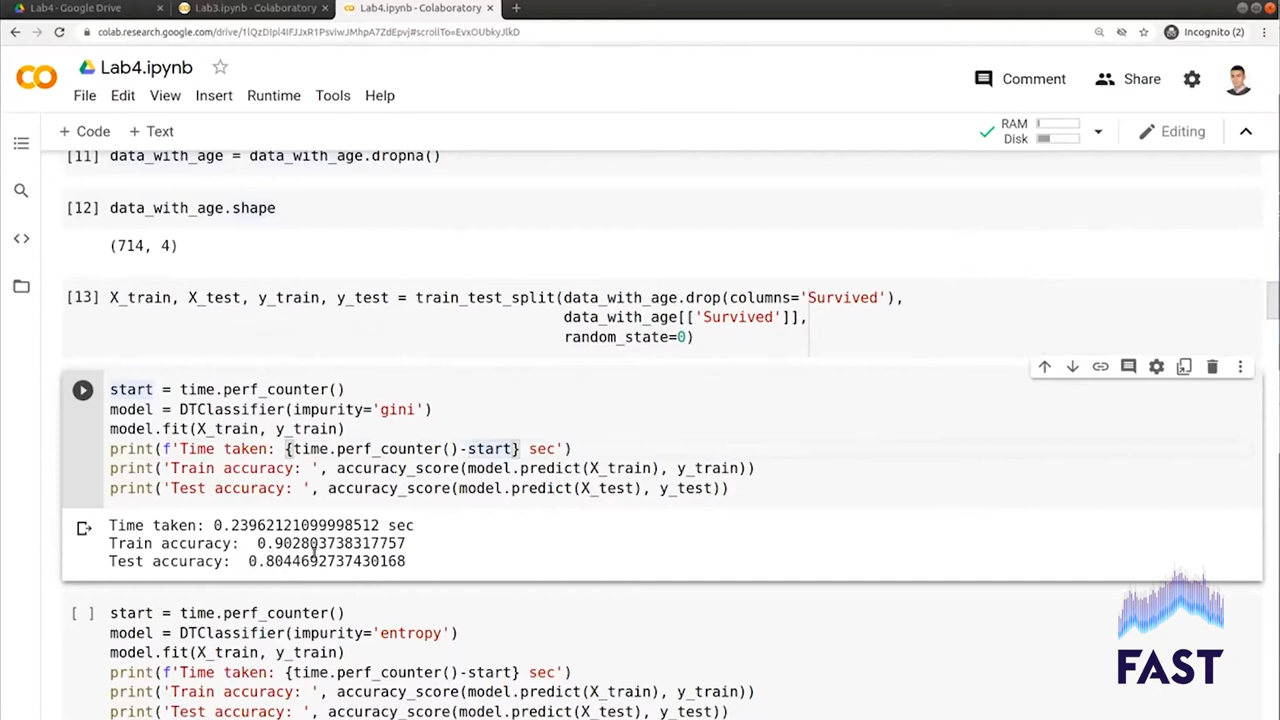 Lab4 - Google Drive
Lab3.ipynb - Colaboratory
Lab4.ipynb - Colaboratory
colab.research.google.com/drive/1lQzDIpl4IFJJxR1PsviwJMhpA7ZdEpvj#scrollTo=EvxOUbkyJlkD
Incognito (2)
CO
Lab4.ipynb
Comment
Share
File Edit View Insert Runtime Tools Help
+ Code + Text
RAM
Disk
Editing
[11] data_with_age = data_with_age.dropna()
[12] data_with_age.shape
(714, 4)
[13] X_train, X_test, y_train, y_test = train_test_split(data_with_age.drop(columns='Survived'),
data_with_age[['Survived']],
random_state=0)
start = time.perf_counter()
model = DTClassifier(impurity='gini')
model.fit(X_train, y_train)
print(f'Time taken: {time.perf_counter()-start} sec')
print('Train accuracy: ', accuracy_score(model.predict(X_train), y_train))
print('Test accuracy: ', accuracy_score(model.predict(X_test), y_test))
Time taken: 0.23962121099998512 sec
Train accuracy:  0.902803738317757
Test accuracy:  0.8044692737430168
[ ] start = time.perf_counter()
model = DTClassifier(impurity='entropy')
model.fit(X_train, y_train)
print(f'Time taken: {time.perf_counter()-start} sec')
print('Train accuracy: ', accuracy_score(model.predict(X_train), y_train))
print('Test accuracy: ', accuracy_score(model.predict(X_test), y_test))
FAST